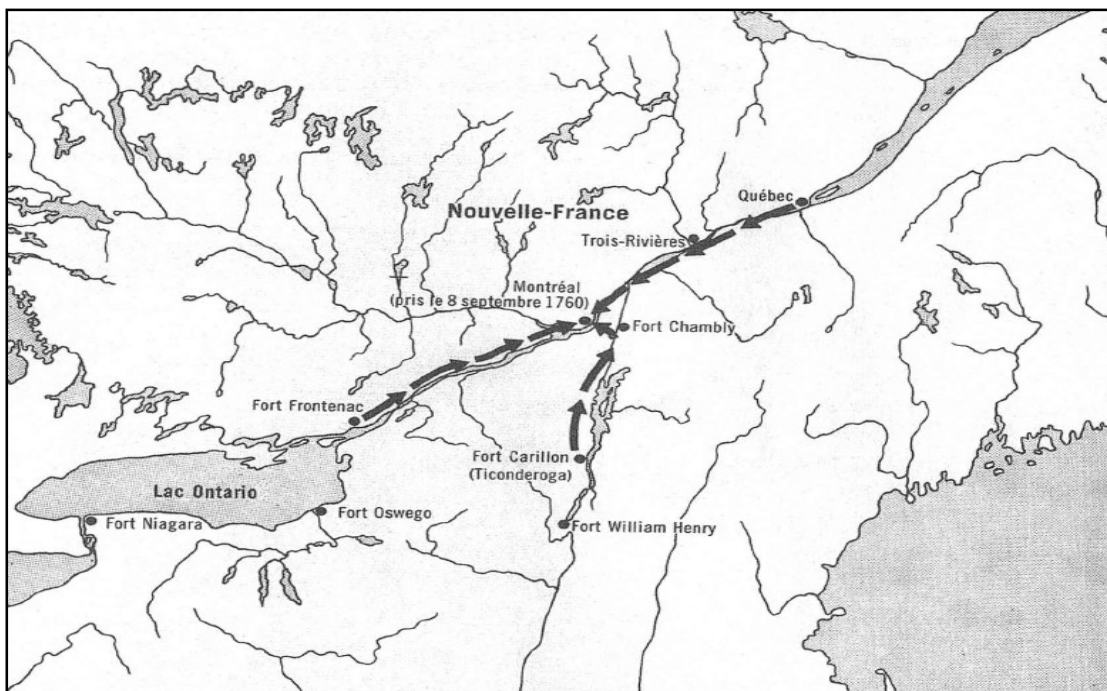 Québec
Nouvelle-France
Trois-Rivières
Montréal
(pris le 8 septembre 1760)
Fort Chambly
Fort Frontenac
Fort Carillon
(Ticonderoga)
Lac Ontario
Fort Oswego
Fort Niagara
Fort William Henry